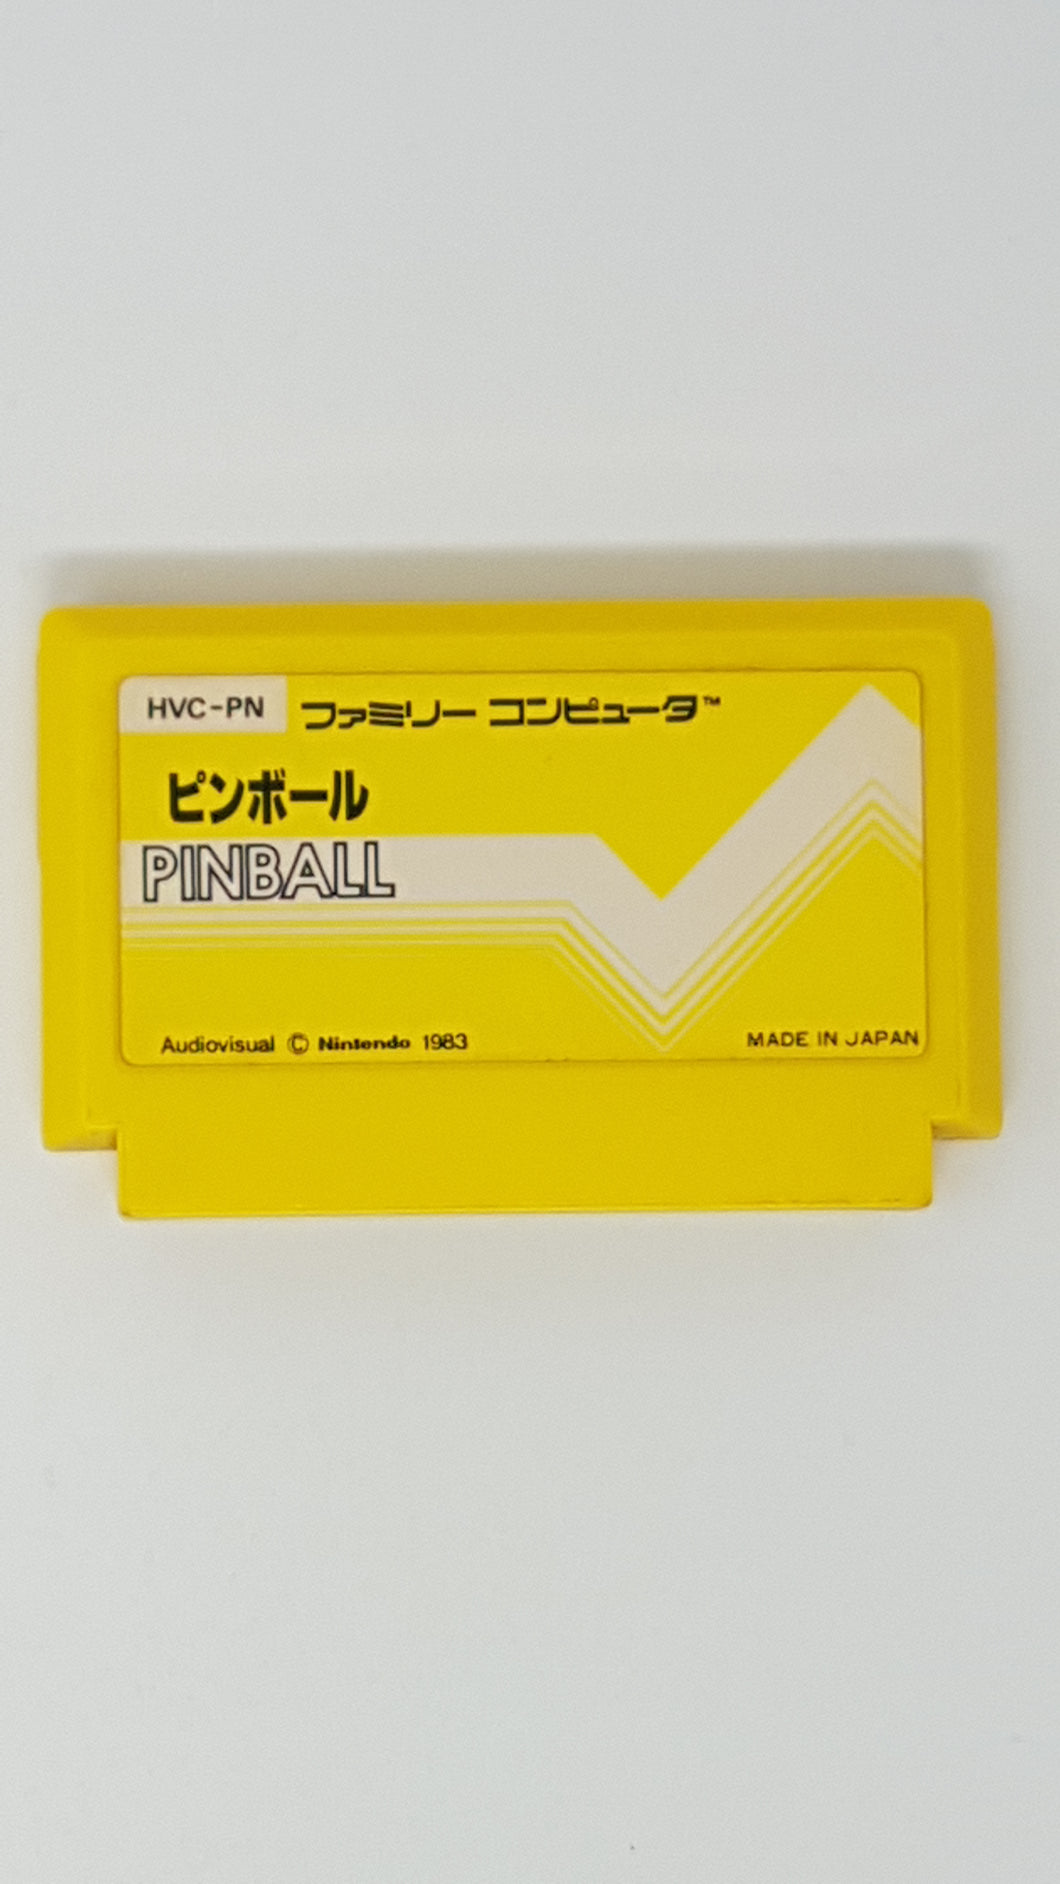 HVC-PN ファミリー コンピュータ™
ピンボール
PINBALL
Audiovisual © Nintendo 1983
MADE IN JAPAN